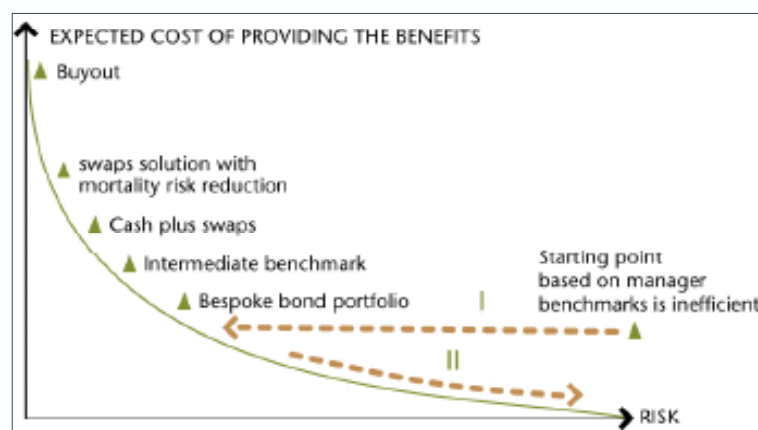 EXPECTED COST OF PROVIDING THE BENEFITS
Buyout
swaps solution with
mortality risk reduction
Cash plus swaps
Intermediate benchmark
Bespoke bond portfolio
Starting point
based on manager
benchmarks is inefficient
I
II
RISK